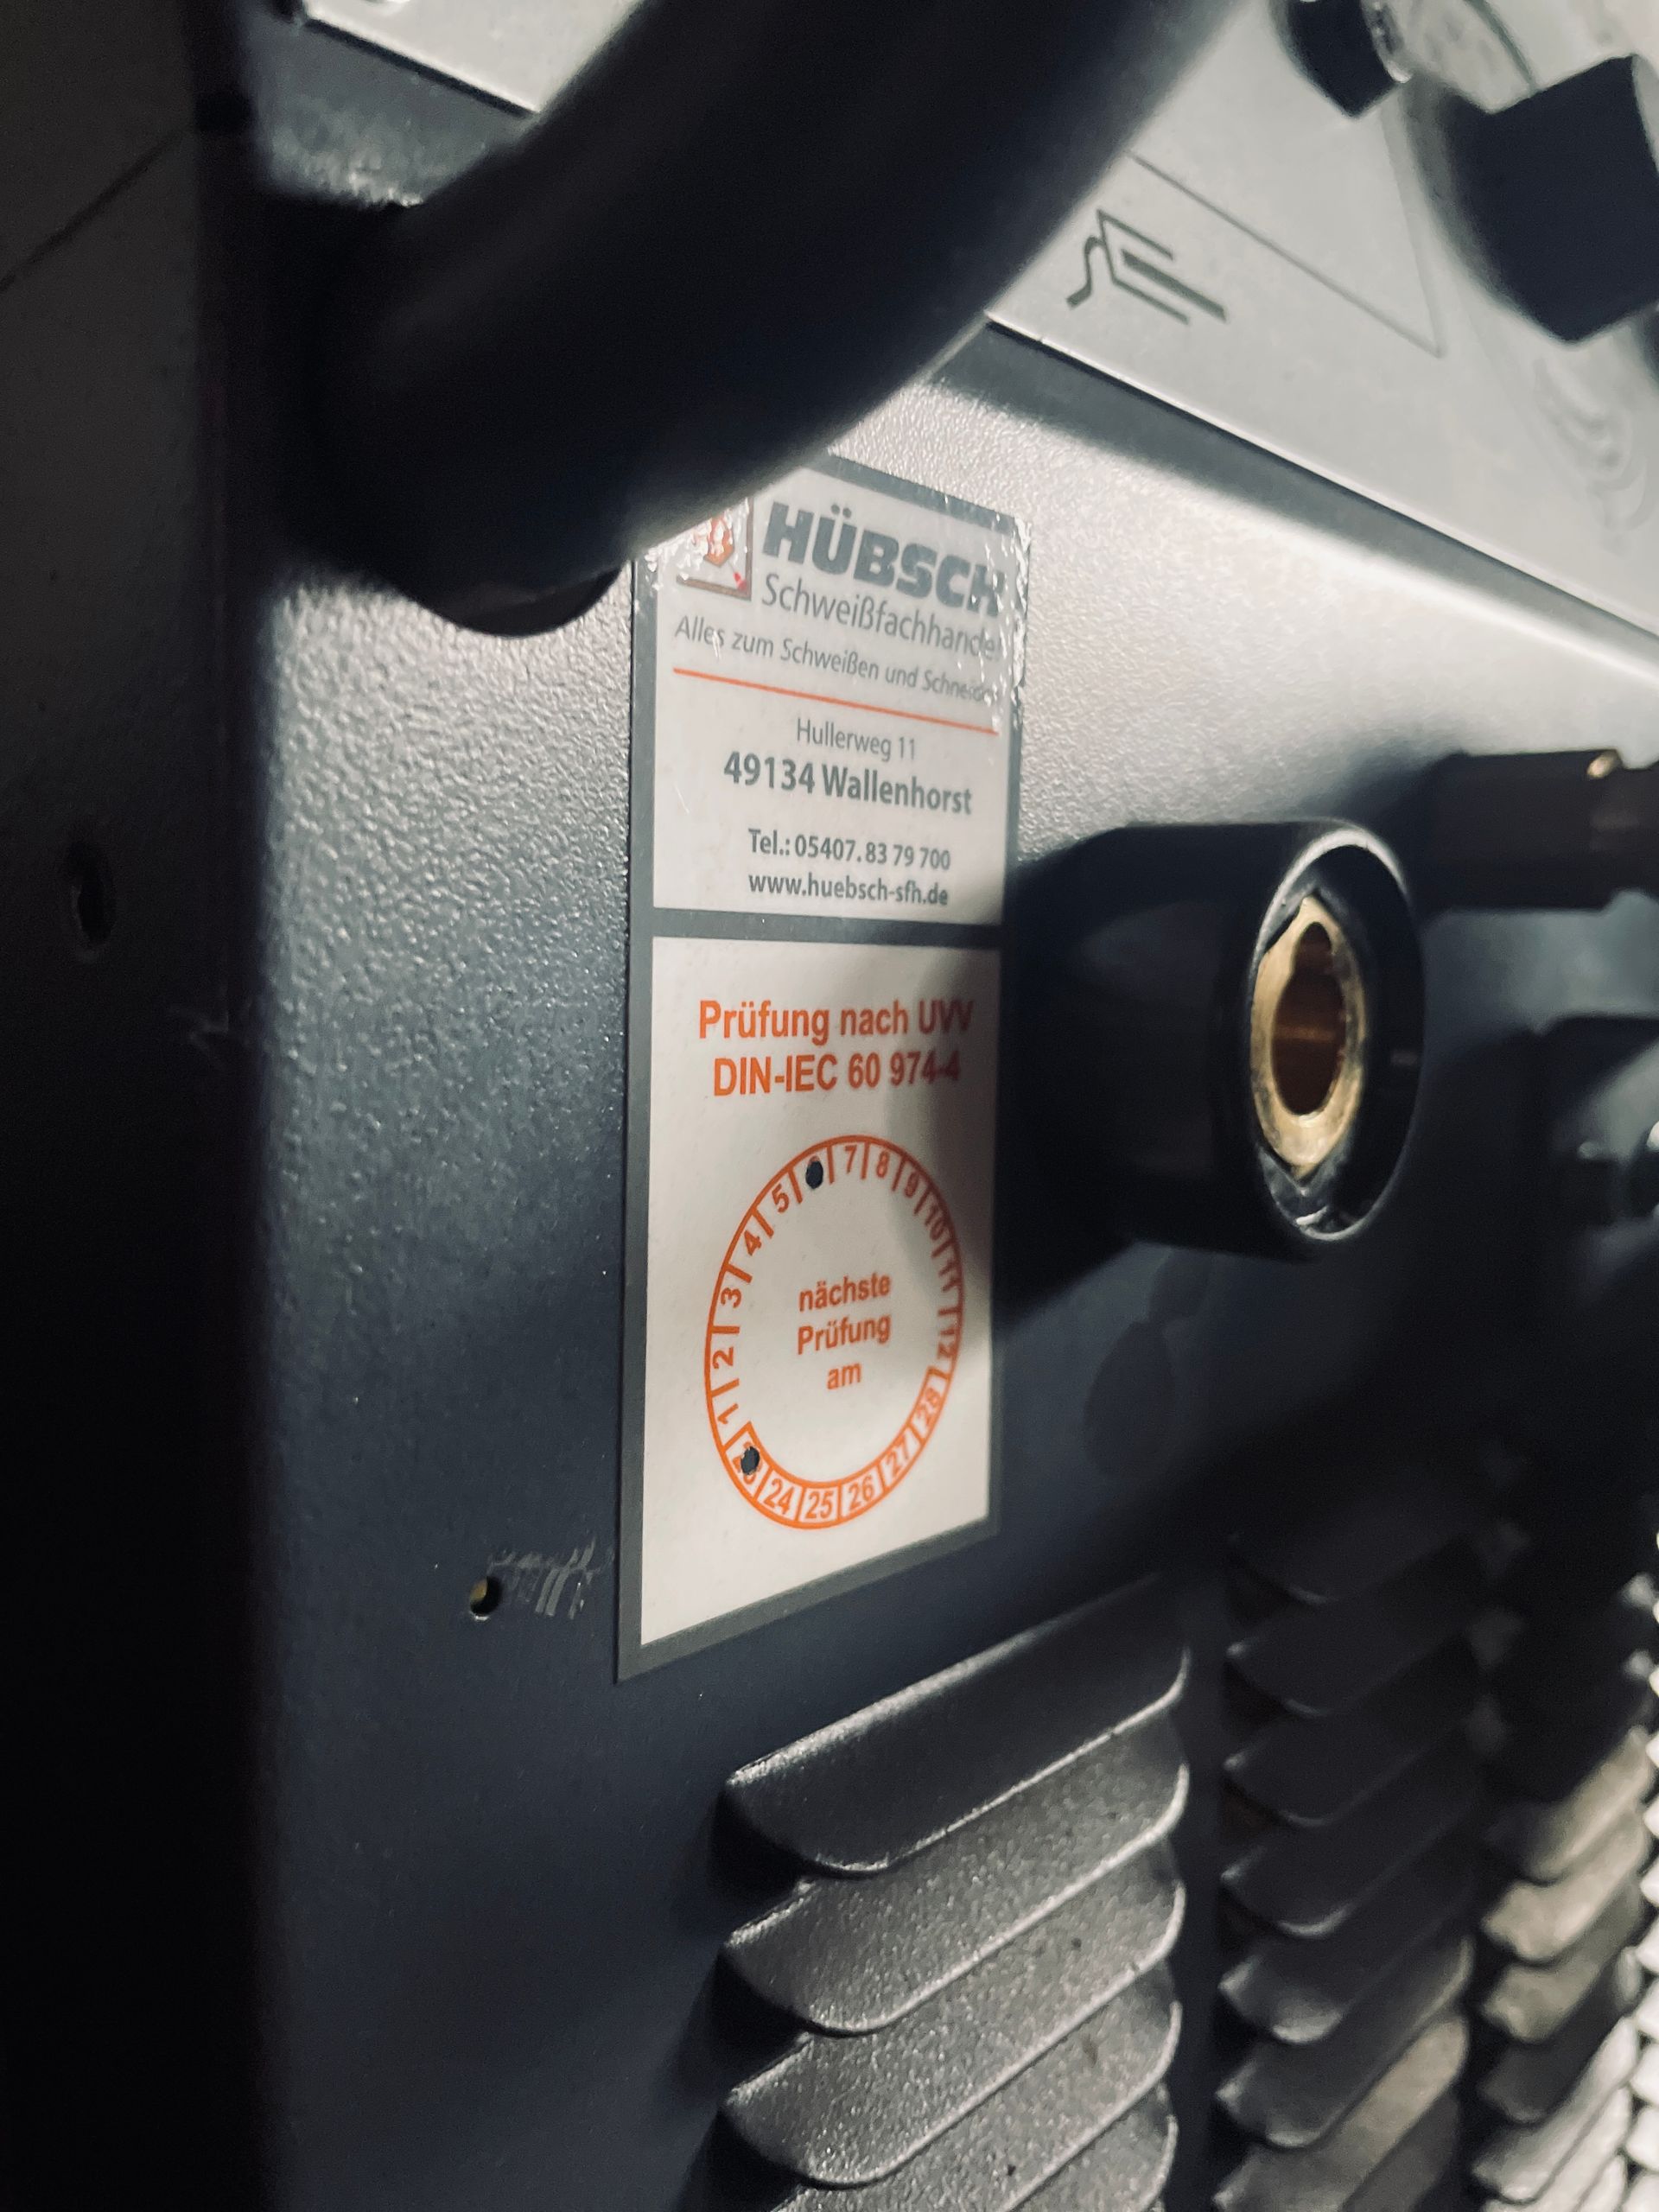 HÜBSCH
Schweißfachhandel
Alles zum Schweißen und Schneiden
Hullerweg 11
49134 Wallenhorst
Tel.: 05407. 83 79 700
www.huebsch-sfh.de
Prüfung nach UVV
DIN-IEC 60 974-4
1 2 3 4 5 7 8 9 10 11 12
nächste
Prüfung
am
23 24 25 26 27 28